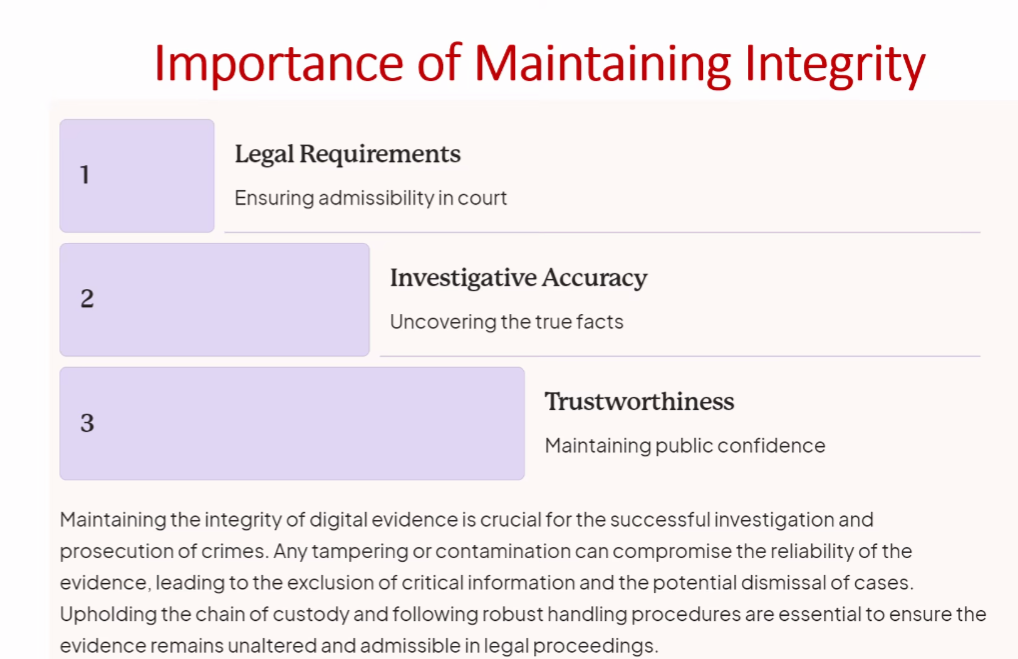 Importance of Maintaining Integrity
1
Legal Requirements
Ensuring admissibility in court
2
Investigative Accuracy
Uncovering the true facts
3
Trustworthiness
Maintaining public confidence
Maintaining the integrity of digital evidence is crucial for the successful investigation and
prosecution of crimes. Any tampering or contamination can compromise the reliability of the
evidence, leading to the exclusion of critical information and the potential dismissal of cases.
Upholding the chain of custody and following robust handling procedures are essential to ensure the
evidence remains unaltered and admissible in legal proceedings.